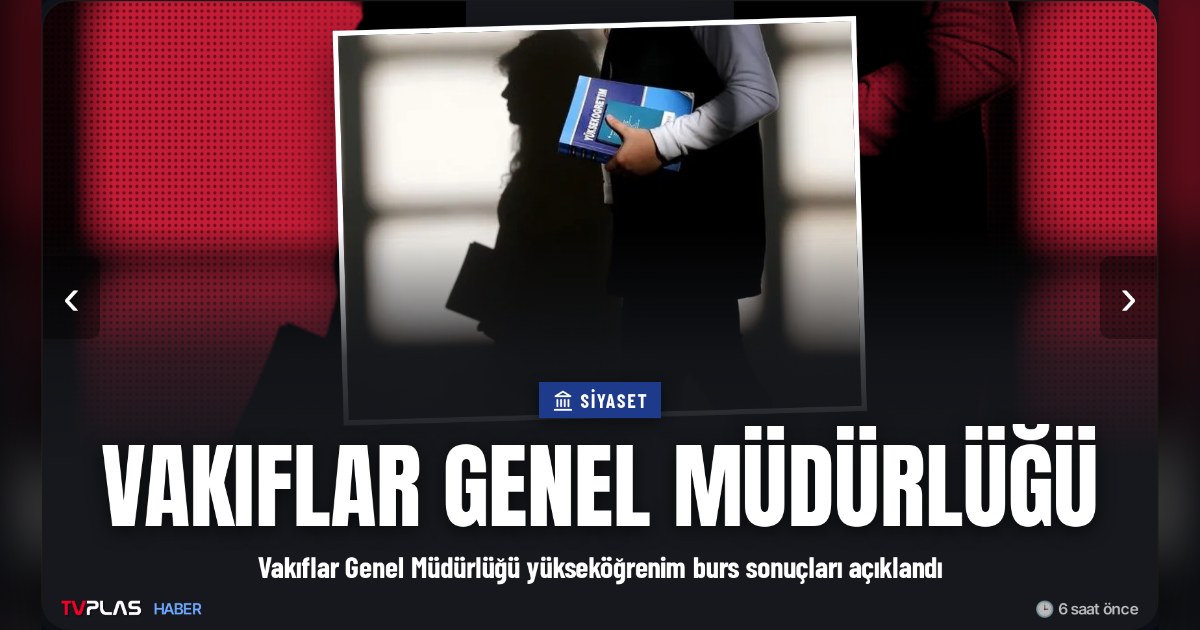 YÜKSEKÖĞRETİM
SİYASET
VAKIFLAR GENEL MÜDÜRLÜĞÜ
Vakıflar Genel Müdürlüğü yükseköğrenim burs sonuçları açıklandı
TVPLAS HABER
6 saat önce